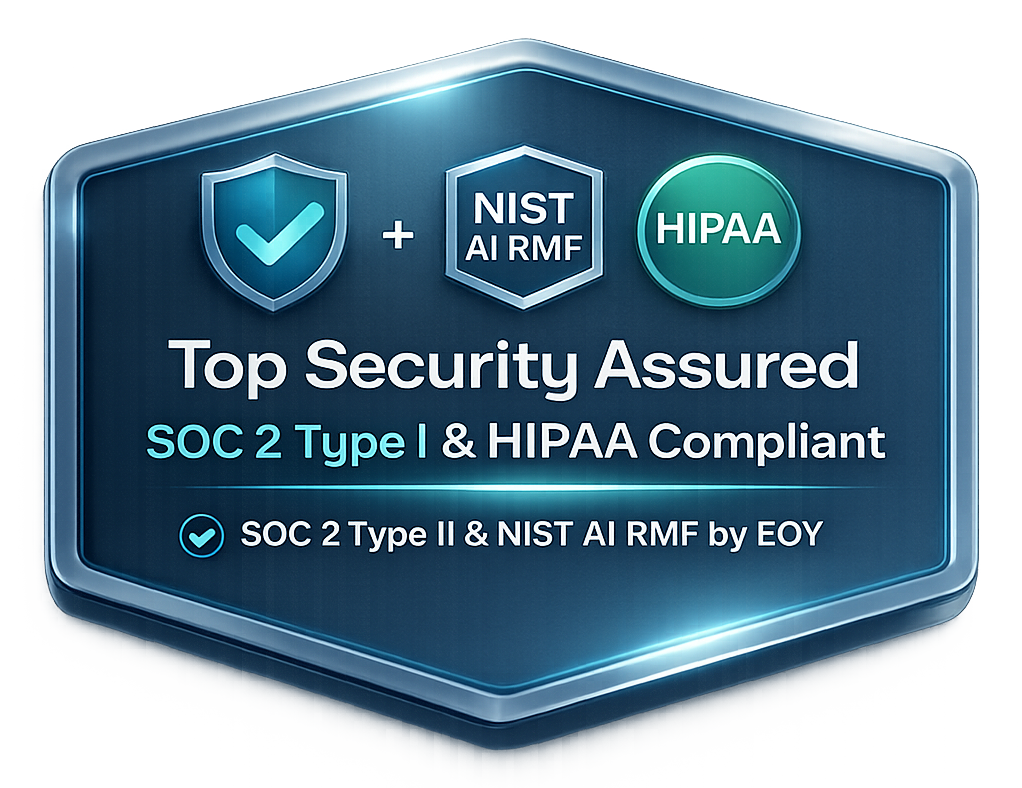 NIST
AI RMF
HIPAA
+
Top Security Assured
SOC 2 Type I & HIPAA Compliant
SOC 2 Type II & NIST AI RMF by EOY